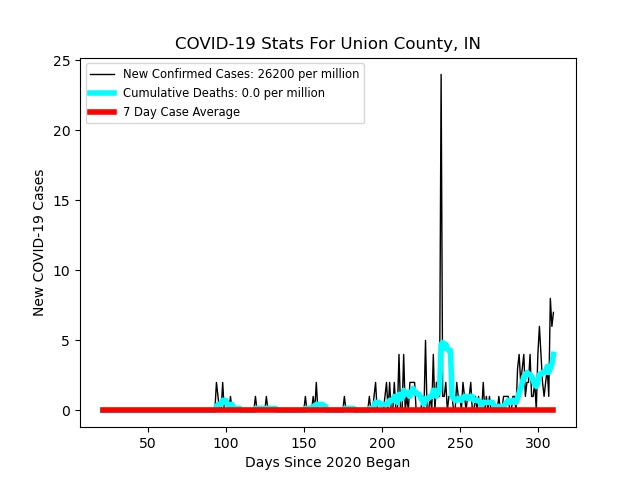 COVID-19 Stats For Union County, IN
New Confirmed Cases: 26200 per million
Cumulative Deaths: 0.0 per million
7 Day Case Average
New COVID-19 Cases
25
20
15
10
5
0
50 100 150 200 250 300
Days Since 2020 Began